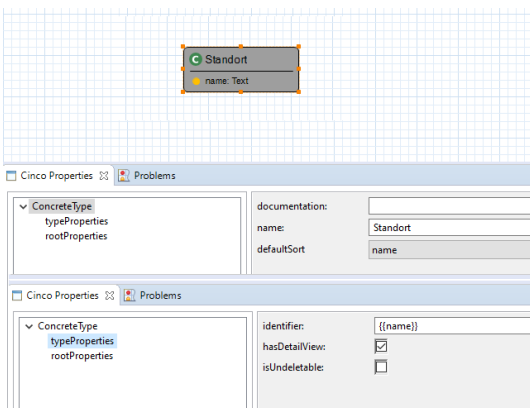 C Standort
name: Text
Cinco Properties Problems
ConcreteType
typeProperties
rootProperties
documentation:
name: Standort
defaultSort name
Cinco Properties Problems
ConcreteType
typeProperties
rootProperties
identifier: {{name}}
hasDetailView:
isUndeletable: